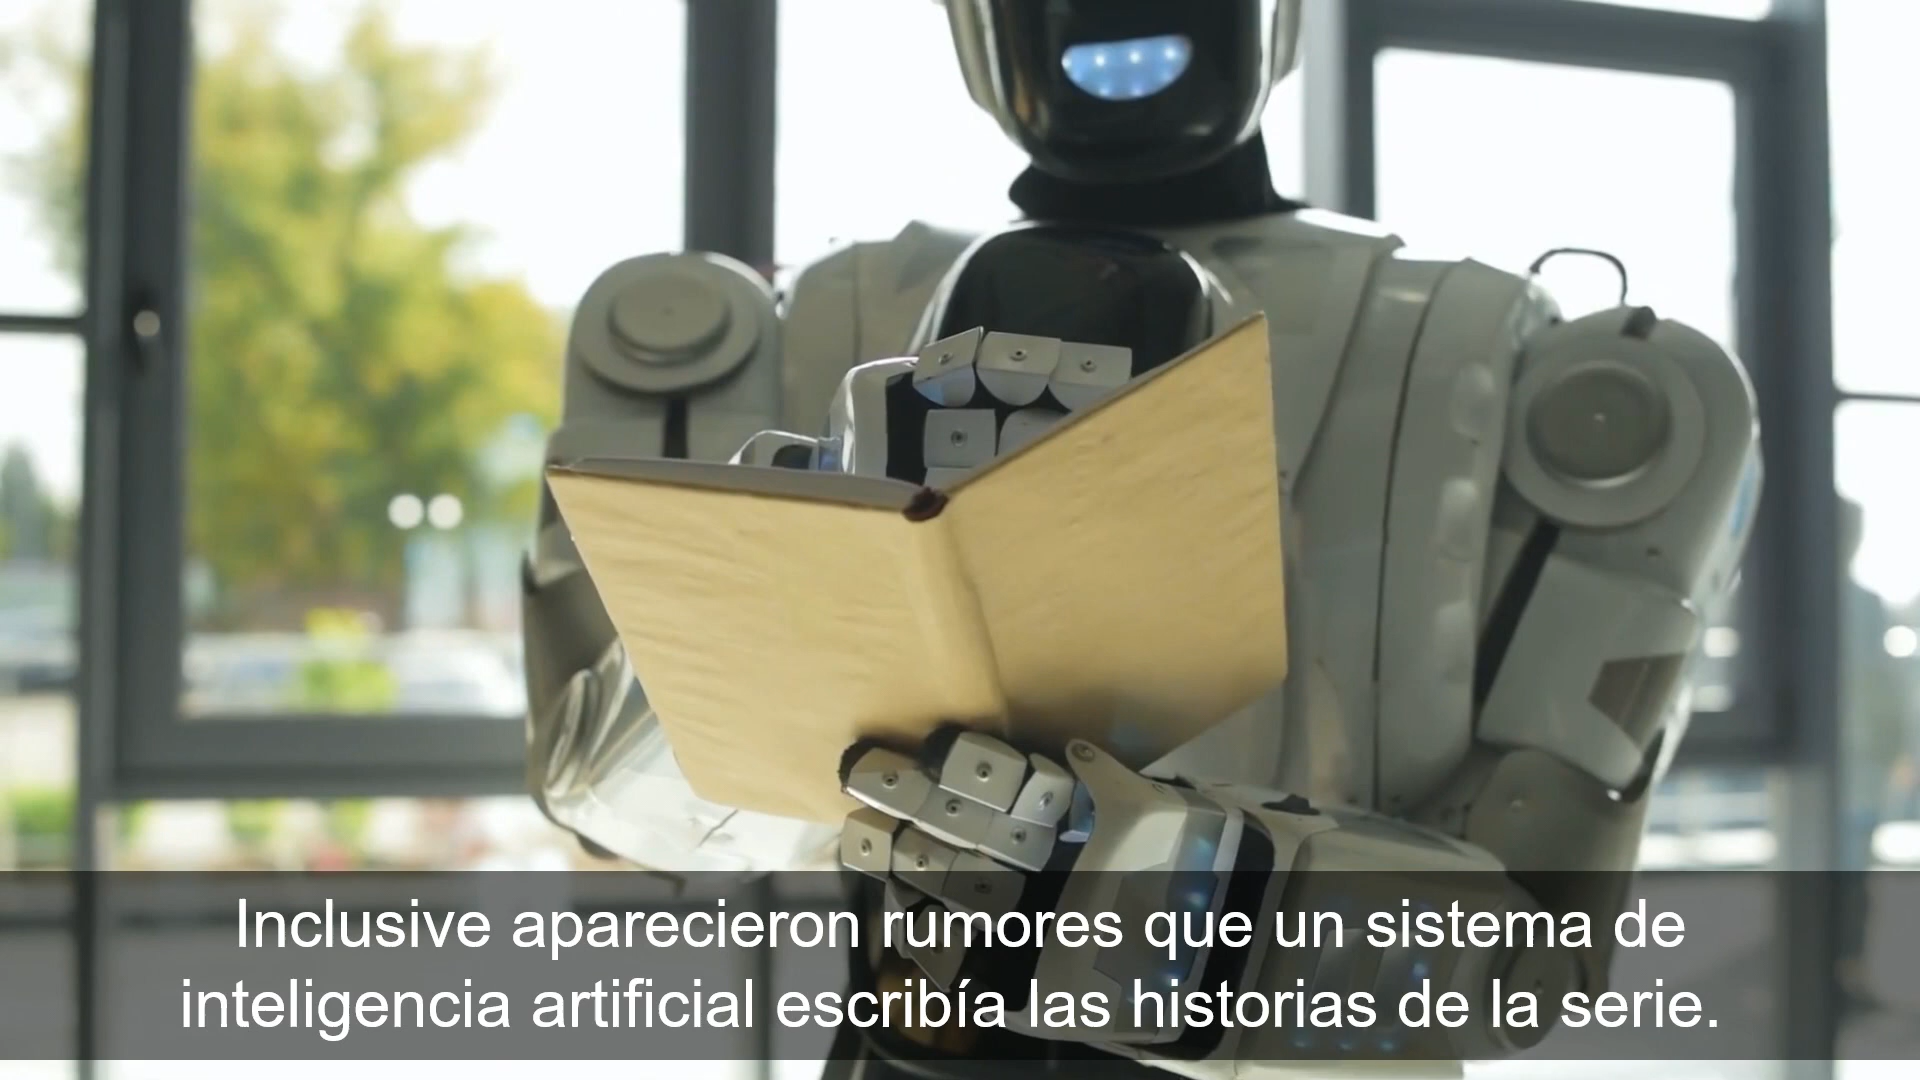 Inclusive aparecieron rumores que un sistema de
inteligencia artificial escribía las historias de la serie.